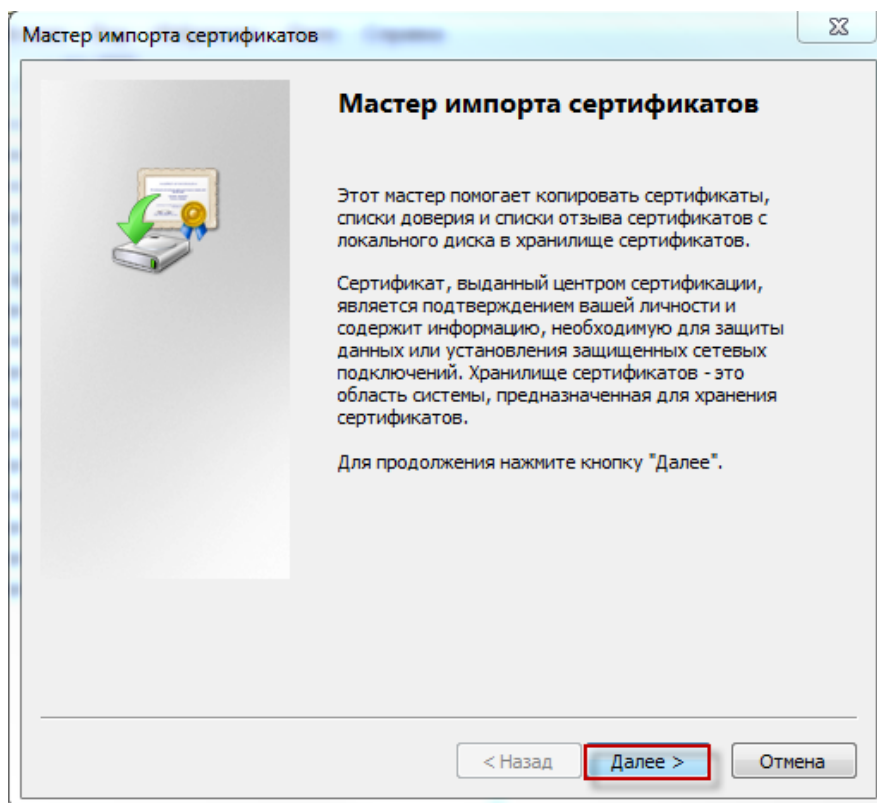 Мастер импорта сертификатов
Мастер импорта сертификатов
Этот мастер помогает копировать сертификаты,
списки доверия и списки отзыва сертификатов с
локального диска в хранилище сертификатов.
Сертификат, выданный центром сертификации,
является подтверждением вашей личности и
содержит информацию, необходимую для защиты
данных или установления защищенных сетевых
подключений. Хранилище сертификатов - это
область системы, предназначенная для хранения
сертификатов.
Для продолжения нажмите кнопку "Далее".
< Назад
Далее >
Отмена